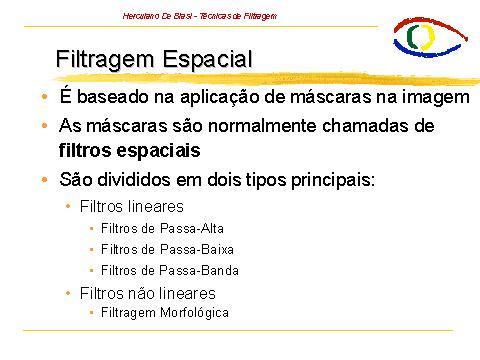 Herculano De Biasi - Técnicas de Filtragem
Filtragem Espacial
• É baseado na aplicação de máscaras na imagem
• As máscaras são normalmente chamadas de
filtros espaciais
• São divididos em dois tipos principais:
• Filtros lineares
• Filtros de Passa-Alta
• Filtros de Passa-Baixa
• Filtros de Passa-Banda
• Filtros não lineares
• Filtragem Morfológica